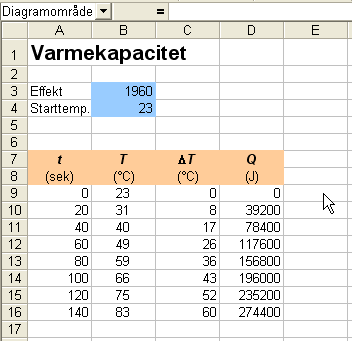 Diagramområde =
A B C D E F
1 Varmekapacitet
2
3 Effekt 1960
4 Starttemp. 23
5
6
7 t T ΔT Q
8 (sek) (°C) (°C) (J)
9 0 23 0 0
10 20 31 8 39200
11 40 40 17 78400
12 60 49 26 117600
13 80 59 36 156800
14 100 66 43 196000
15 120 75 52 235200
16 140 83 60 274400
17